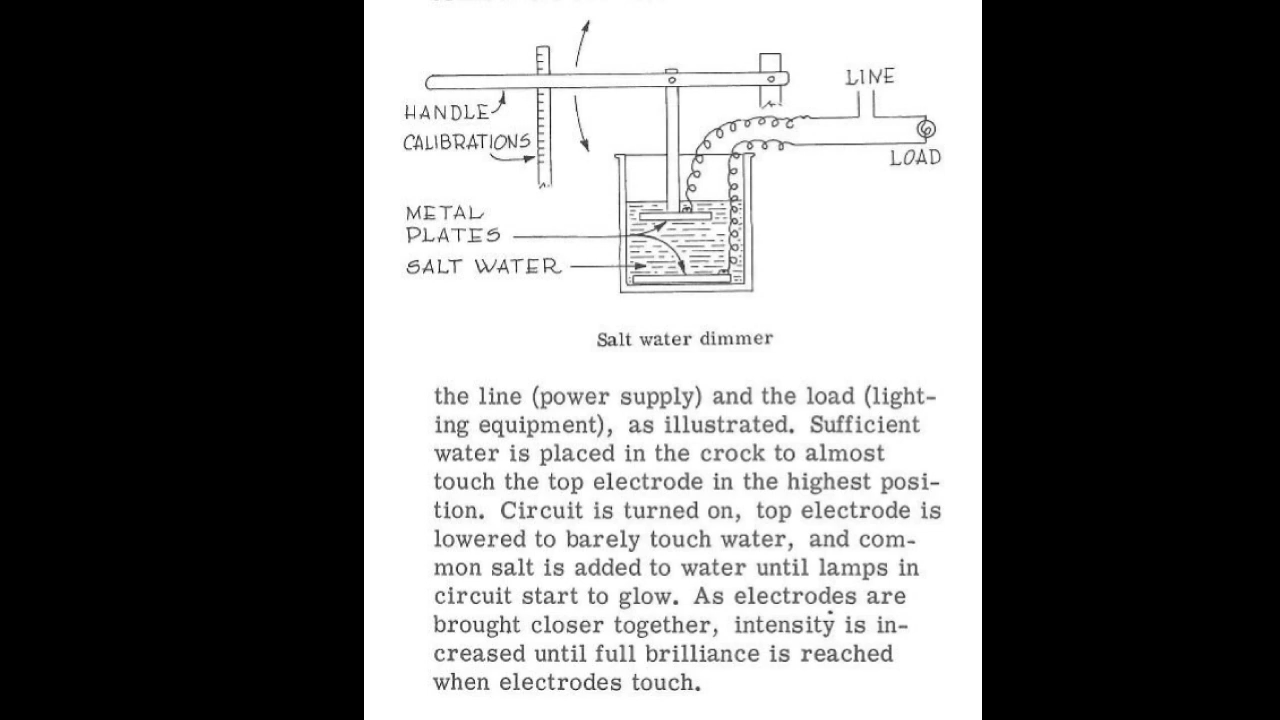 LINE
HANDLE
CALIBRATIONS
LOAD
METAL
PLATES
SALT WATER
Salt water dimmer
the line (power supply) and the load (light-
ing equipment), as illustrated. Sufficient
water is placed in the crock to almost
touch the top electrode in the highest posi-
tion. Circuit is turned on, top electrode is
lowered to barely touch water, and com-
mon salt is added to water until lamps in
circuit start to glow. As electrodes are
brought closer together, intensity is in-
creased until full brilliance is reached
when electrodes touch.